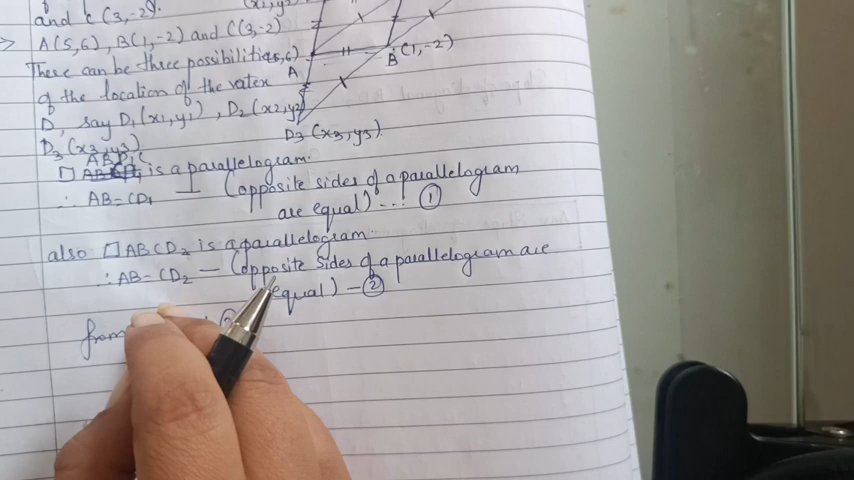 and C (3,-2).
A(5,6), B(1,-2) and C(3,-2)
There can be three possibilities
of the location of the vertex
D, say D1(x1,y1), D2(x2,y2)
D3(x3,y3)
A
B(1,-2)
D3 (x3,y3).
ABD1C
□ is a parallelogram.
∴ AB = CD1 — (Opposite sides of a parallelogram
are equal) ... ①
also □ABCD2 is a parallelogram.
∴ AB = CD2 — (Opposite sides of a parallelogram are
equal) - ②
from